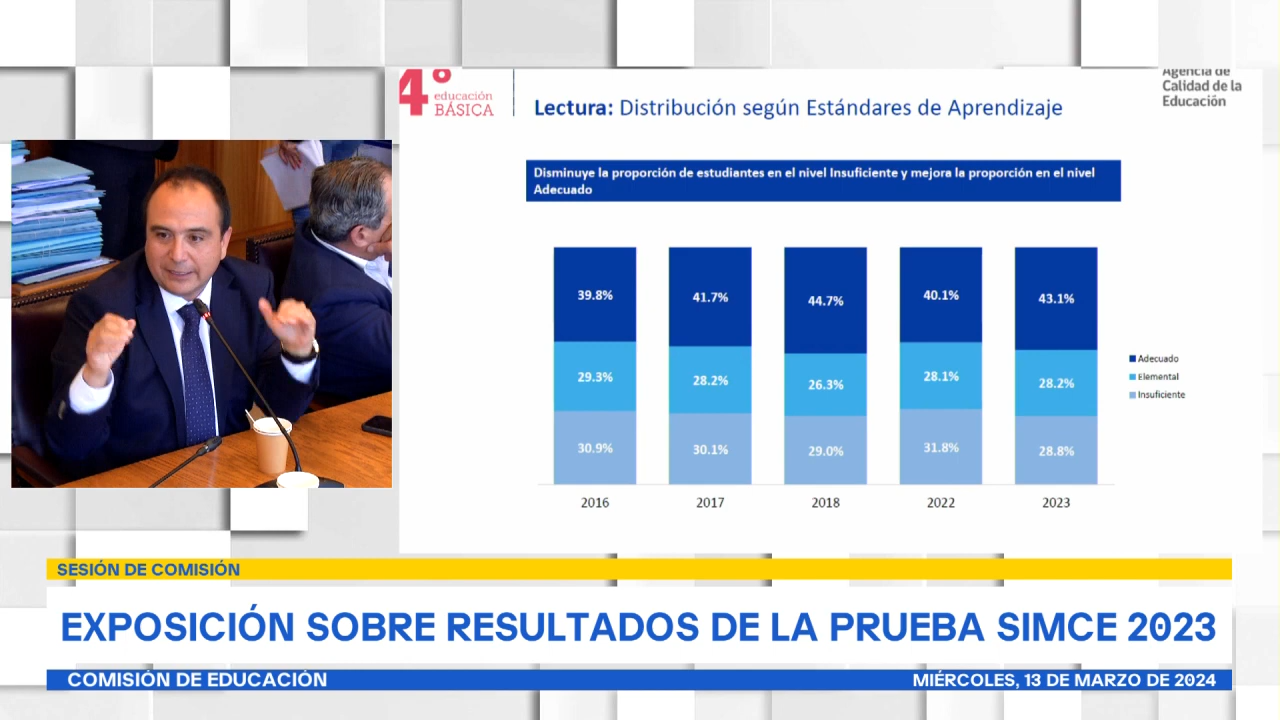 4°
educación
BÁSICA
Lectura: Distribución según Estándares de Aprendizaje
Agencia de
Calidad de la
Educación
Disminuye la proporción de estudiantes en el nivel Insuficiente y mejora la proporción en el nivel
Adecuado
39.8% 41.7% 44.7% 40.1% 43.1%
29.3% 28.2% 26.3% 28.1% 28.2%
30.9% 30.1% 29.0% 31.8% 28.8%
Adecuado
Elemental
Insuficiente
2016 2017 2018 2022 2023
SESIÓN DE COMISIÓN
EXPOSICIÓN SOBRE RESULTADOS DE LA PRUEBA SIMCE 2023
COMISIÓN DE EDUCACIÓN MIÉRCOLES, 13 DE MARZO DE 2024